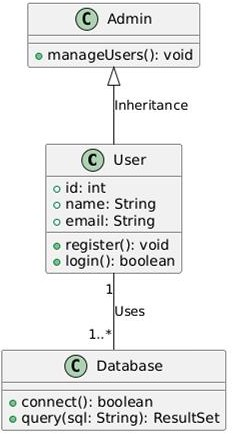 C Admin
manageUsers(): void
Inheritance
C User
id: int
name: String
email: String
register(): void
login(): boolean
1
Uses
1..*
C Database
connect(): boolean
query(sql: String): ResultSet